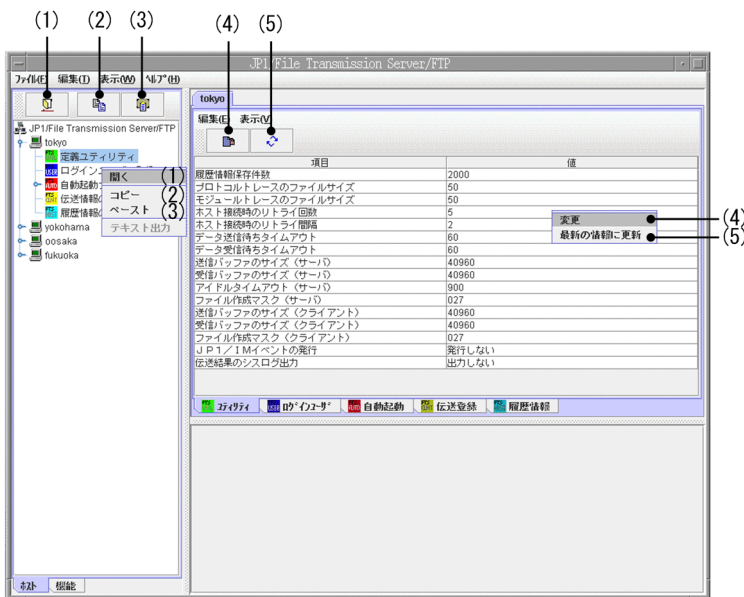 (1) (2) (3) (4) (5)
JP1/File Transmission Server/FTP
ファイル(F) 編集(I) 表示(W) ヘルプ(H)
JP1/File Transmission Server/FTP
tokyo
定義ユティリティ
自動起動
伝送情報の
履歴情報の
yokohama
oosaka
fukuoka
開く (1)
コピー (2)
ペースト (3)
テキスト出力
ホスト 機能
tokyo
編集(E) 表示(V)
項目 値
履歴情報保存件数 2000
プロトコルトレースのファイルサイズ 50
モジュールトレースのファイルサイズ 50
ホスト接続時のリトライ回数 5
ホスト接続時のリトライ間隔 2
データ送信待ちタイムアウト 60
データ受信待ちタイムアウト 60
送信バッファのサイズ（サーバ） 40960
受信バッファのサイズ（サーバ） 40960
アイドルタイムアウト（サーバ） 900
ファイル作成マスク（サーバ） 027
送信バッファのサイズ（クライアント） 40960
受信バッファのサイズ（クライアント） 40960
ファイル作成マスク（クライアント） 027
ＪＰ１／ＩＭイベントの発行 発行しない
伝送結果のシスログ出力 出力しない
変更 (4)
最新の情報に更新 (5)
ユティリティ USER ログインユーザ AUTO 自動起動 伝送登録 履歴情報